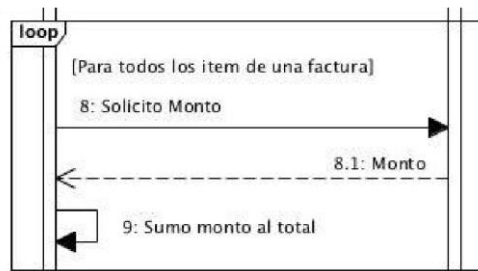 loop
[Para todos los item de una factura]
8: Solicito Monto
8.1: Monto
9: Sumo monto al total